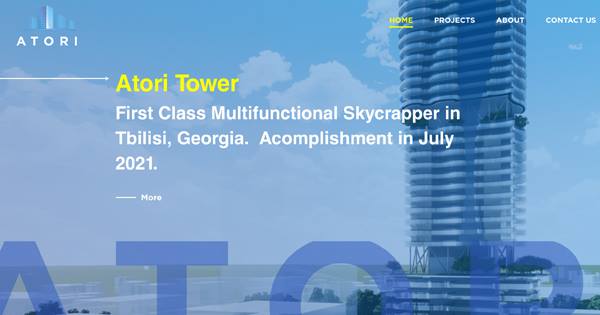 ATORI
HOME PROJECTS ABOUT CONTACT US
Atori Tower
First Class Multifunctional Skycrapper in
Tbilisi, Georgia.  Acomplishment in July
2021.
More
ATOR